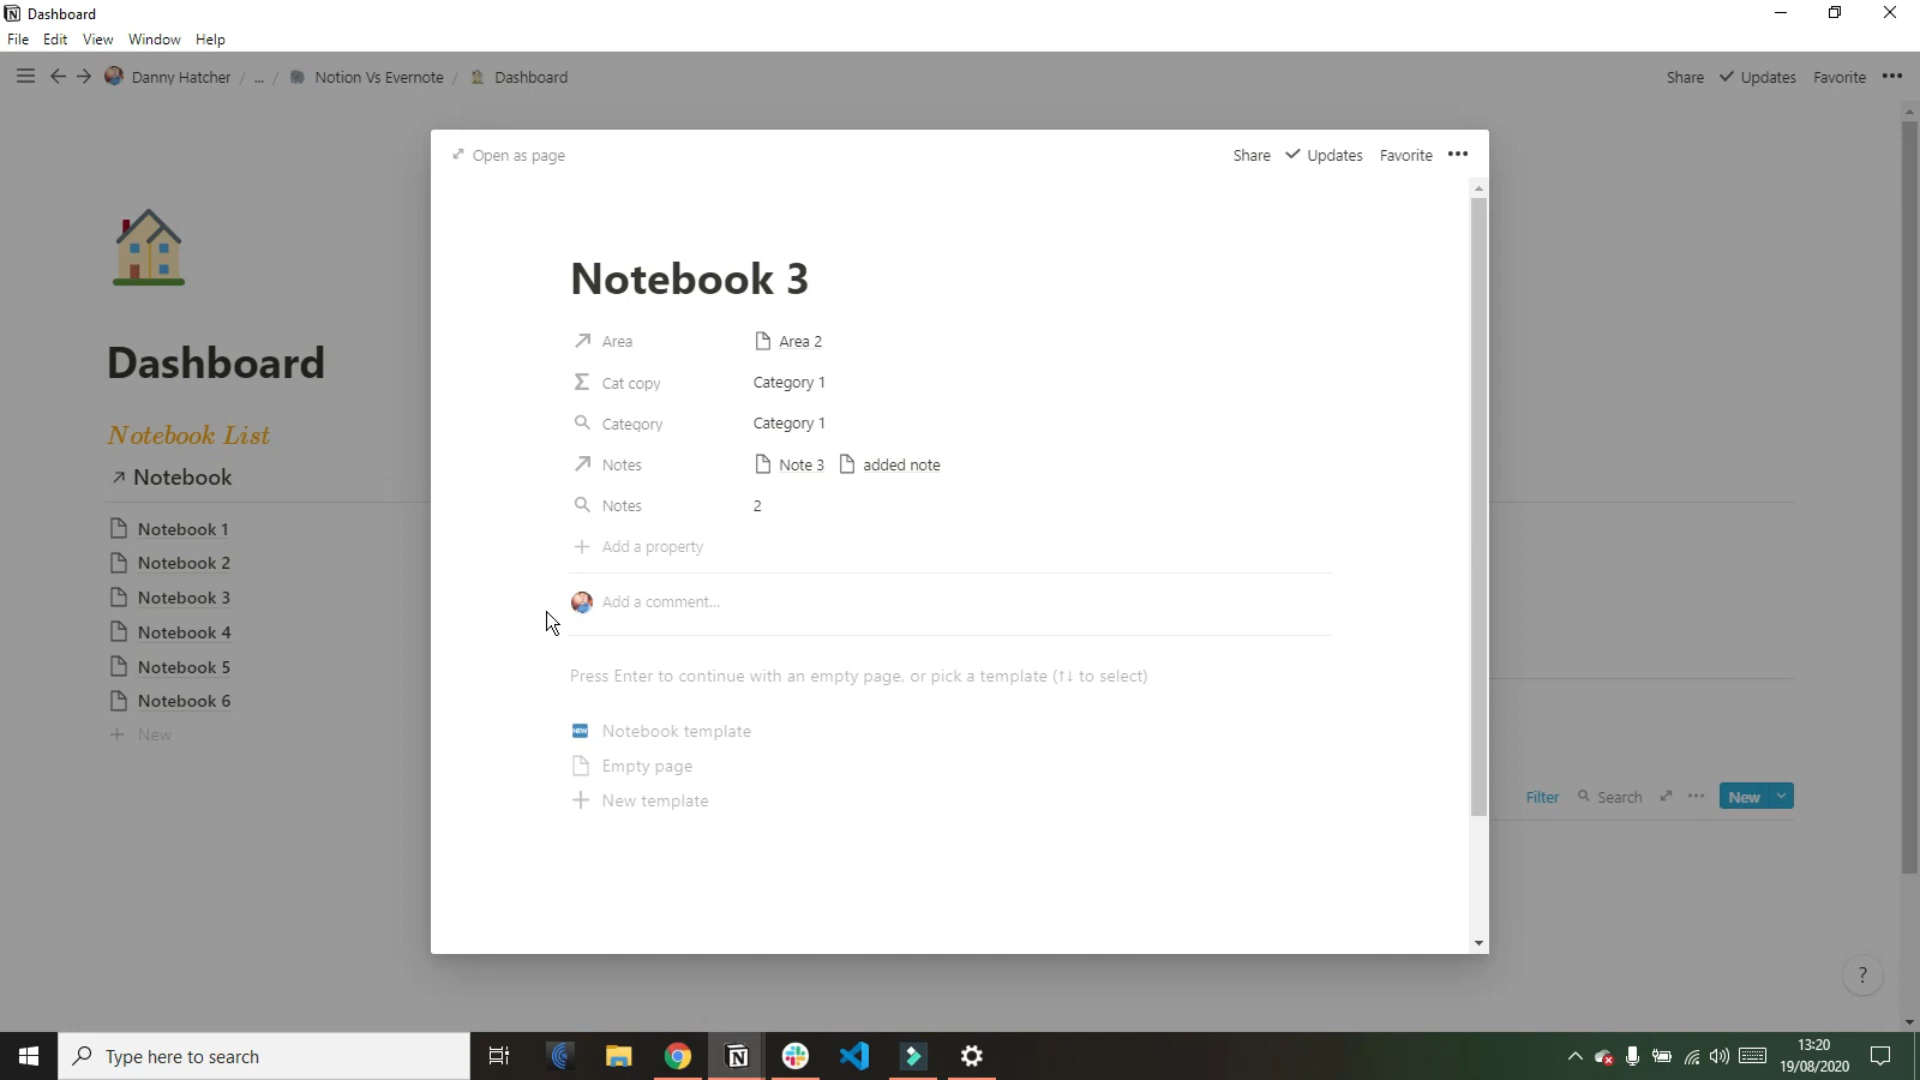 Dashboard
File Edit View Window Help
Danny Hatcher / ... / Notion Vs Evernote / Dashboard
Share Updates Favorite
Open as page
Share Updates Favorite
Notebook 3
Area Area 2
Cat copy Category 1
Category Category 1
Notes Note 3 added note
Notes 2
Add a property
Add a comment...
Press Enter to continue with an empty page, or pick a template (↑↓ to select)
NEW Notebook template
Empty page
New template
Dashboard
Notebook List
Notebook
Notebook 1
Notebook 2
Notebook 3
Notebook 4
Notebook 5
Notebook 6
New
Filter Search New
?
Type here to search
13:20
19/08/2020